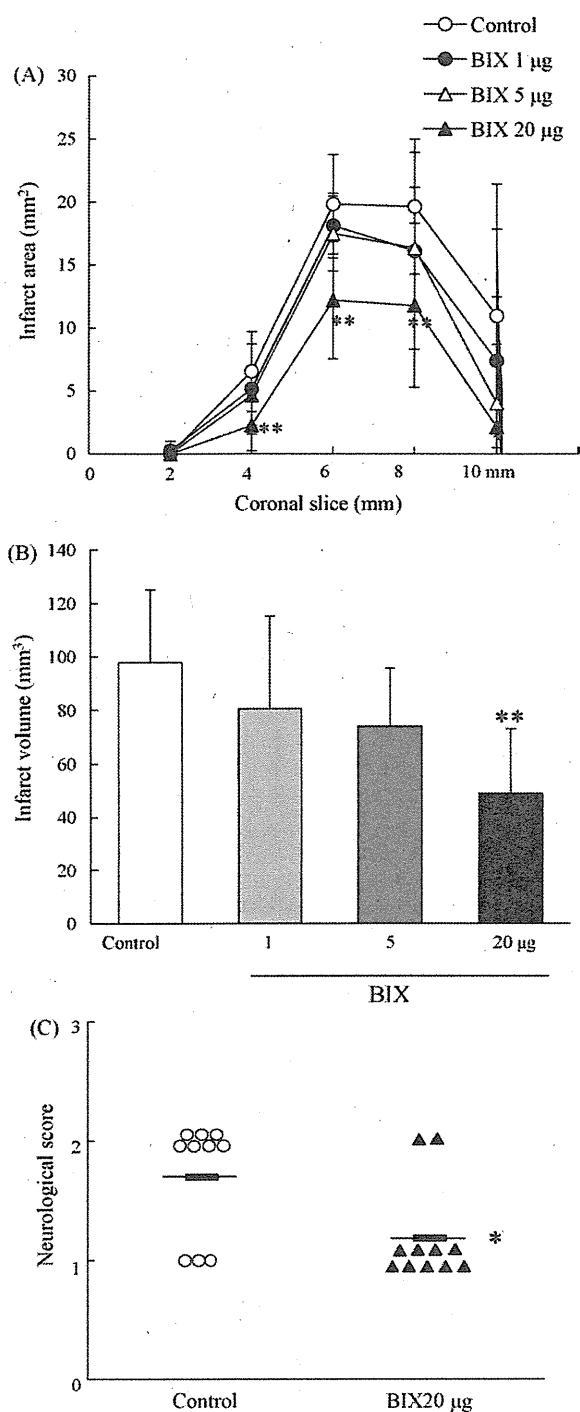 Control
BIX 1 μg
BIX 5 μg
BIX 20 μg
(A)
30
25
20
15
10
5
0
Infarct area (mm²)
**
**
**
0 2 4 6 8 10 mm
Coronal slice (mm)
(B)
140
120
100
80
60
40
20
0
Infarct volume (mm³)
**
Control 1 5 20 μg
BIX
(C)
3
2
1
0
Neurological score
*
Control BIX20 μg